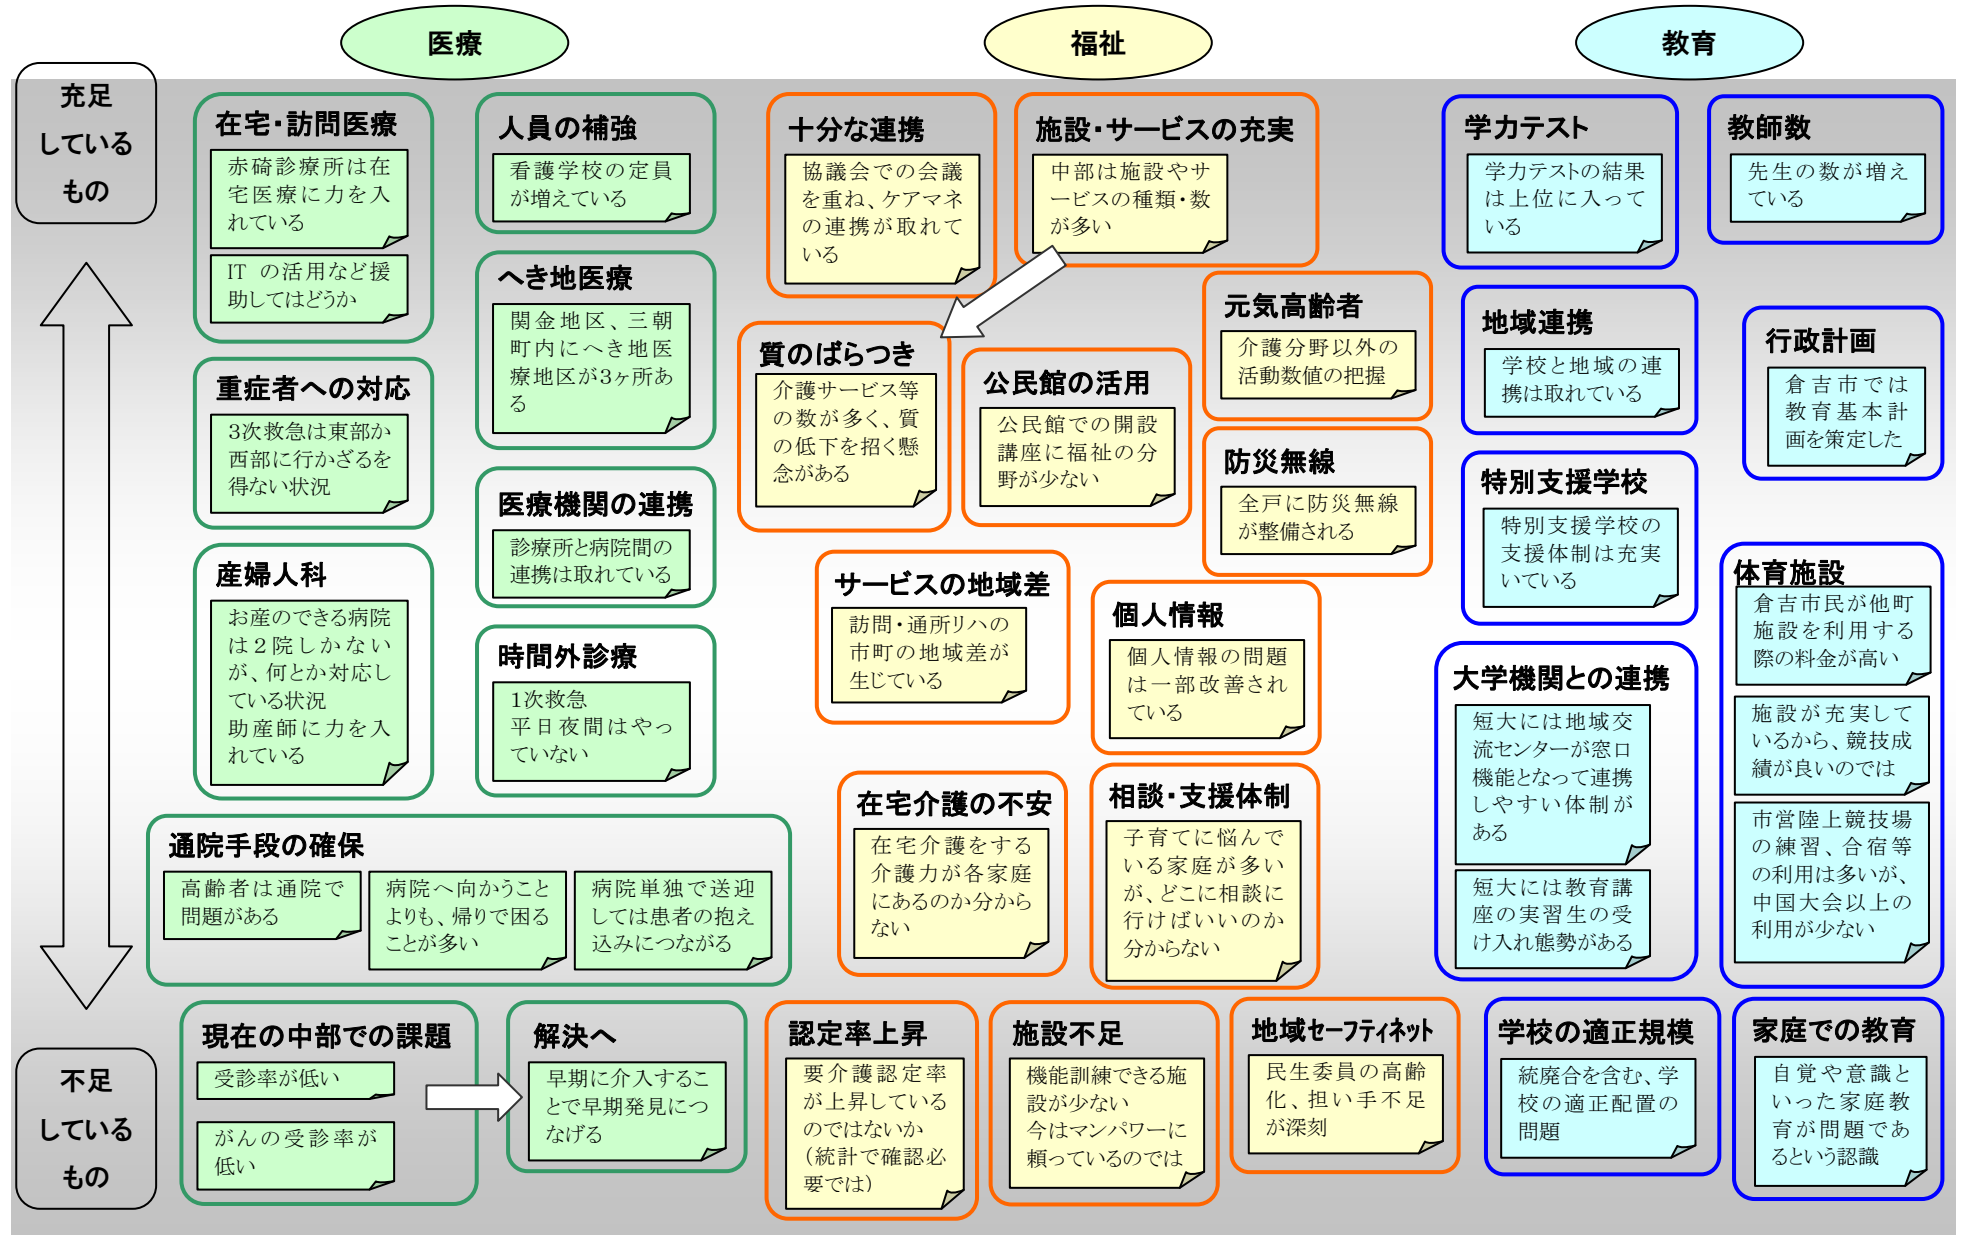 医療
福祉
教育
充足
している
もの
不足
している
もの
在宅・訪問医療
赤碕診療所は在
宅医療に力を入
れている
IT の活用など援
助してはどうか
人員の補強
看護学校の定員
が増えている
へき地医療
関金地区、三朝
町内にへき地医
療地区が3ヶ所あ
る
重症者への対応
3次救急は東部か
西部に行かざるを
得ない状況
医療機関の連携
診療所と病院間の
連携は取れている
産婦人科
お産のできる病院
は2院しかない
が、何とか対応し
ている状況
助産師に力を入
れている
時間外診療
1次救急
平日夜間はやっ
ていない
通院手段の確保
高齢者は通院で
問題がある
病院へ向かうこと
よりも、帰りで困る
ことが多い
病院単独で送迎
しては患者の抱え
込みにつながる
現在の中部での課題
受診率が低い
がんの受診率が
低い
解決へ
早期に介入するこ
とで早期発見につ
なげる
十分な連携
協議会での会議
を重ね、ケアマネ
の連携が取れて
いる
施設・サービスの充実
中部は施設やサ
ービスの種類・数
が多い
質のばらつき
介護サービス等
の数が多く、質
の低下を招く懸
念がある
公民館の活用
公民館での開設
講座に福祉の分
野が少ない
元気高齢者
介護分野以外の
活動数値の把握
防災無線
全戸に防災無線
が整備される
サービスの地域差
訪問・通所リハの
市町の地域差が
生じている
個人情報
個人情報の問題
は一部改善され
ている
在宅介護の不安
在宅介護をする
介護力が各家庭
にあるのか分から
ない
相談・支援体制
子育てに悩んで
いる家庭が多い
が、どこに相談に
行けばいいのか
分からない
認定率上昇
要介護認定率
が上昇している
のではないか
（統計で確認必
要では）
施設不足
機能訓練できる施
設が少ない
今はマンパワーに
頼っているのでは
地域セーフティネット
民生委員の高齢
化、担い手不足
が深刻
学力テスト
学力テストの結果
は上位に入って
いる
教師数
先生の数が増え
ている
地域連携
学校と地域の連
携は取れている
行政計画
倉吉市では
教育基本計
画を策定した
特別支援学校
特別支援学校の
支援体制は充実
いている
体育施設
倉吉市民が他町
施設を利用する
際の料金が高い
施設が充実して
いるから、競技成
績が良いのでは
市営陸上競技場
の練習、合宿等
の利用は多いが、
中国大会以上の
利用が少ない
大学機関との連携
短大には地域交
流センターが窓口
機能となって連携
しやすい体制が
ある
短大には教育講
座の実習生の受
け入れ態勢がある
学校の適正規模
統廃合を含む、学
校の適正配置の
問題
家庭での教育
自覚や意識と
いった家庭教
育が問題であ
るという認識